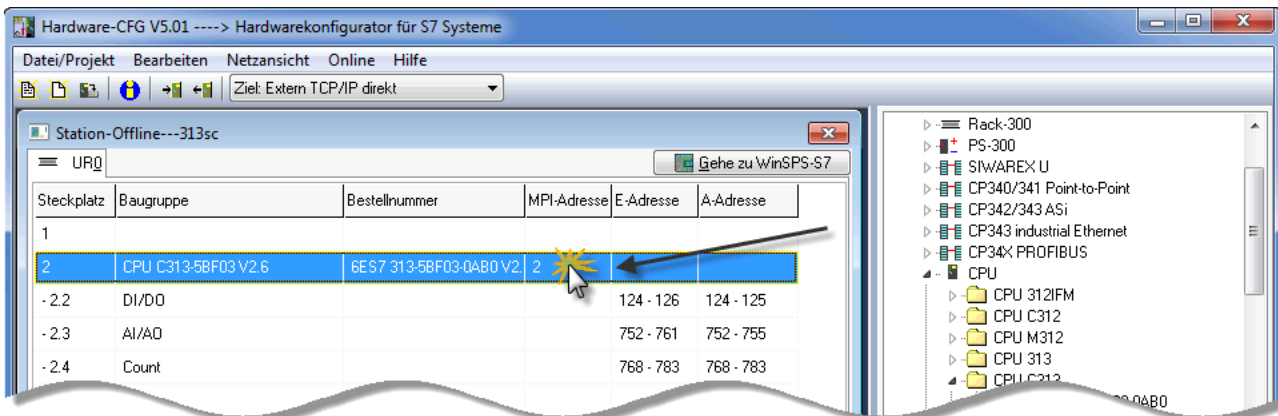 Hardware-CFG V5.01 ----> Hardwarekonfigurator für S7 Systeme
Datei/Projekt Bearbeiten Netzansicht Online Hilfe
Ziel: Extern TCP/IP direkt
Station-Offline---313sc
UR0
Gehe zu WinSPS-S7
Steckplatz Baugruppe Bestellnummer MPI-Adresse E-Adresse A-Adresse
1
2 CPU C313-5BF03 V2.6 6ES7 313-5BF03-0AB0 V2. 2
- 2.2 DI/DO 124 - 126 124 - 125
- 2.3 AI/AO 752 - 761 752 - 755
- 2.4 Count 768 - 783 768 - 783
Rack-300
PS-300
SIWAREX U
CP340/341 Point-to-Point
CP342/343 ASi
CP343 industrial Ethernet
CP34X PROFIBUS
CPU
CPU 312IFM
CPU C312
CPU M312
CPU 313
CPU C313